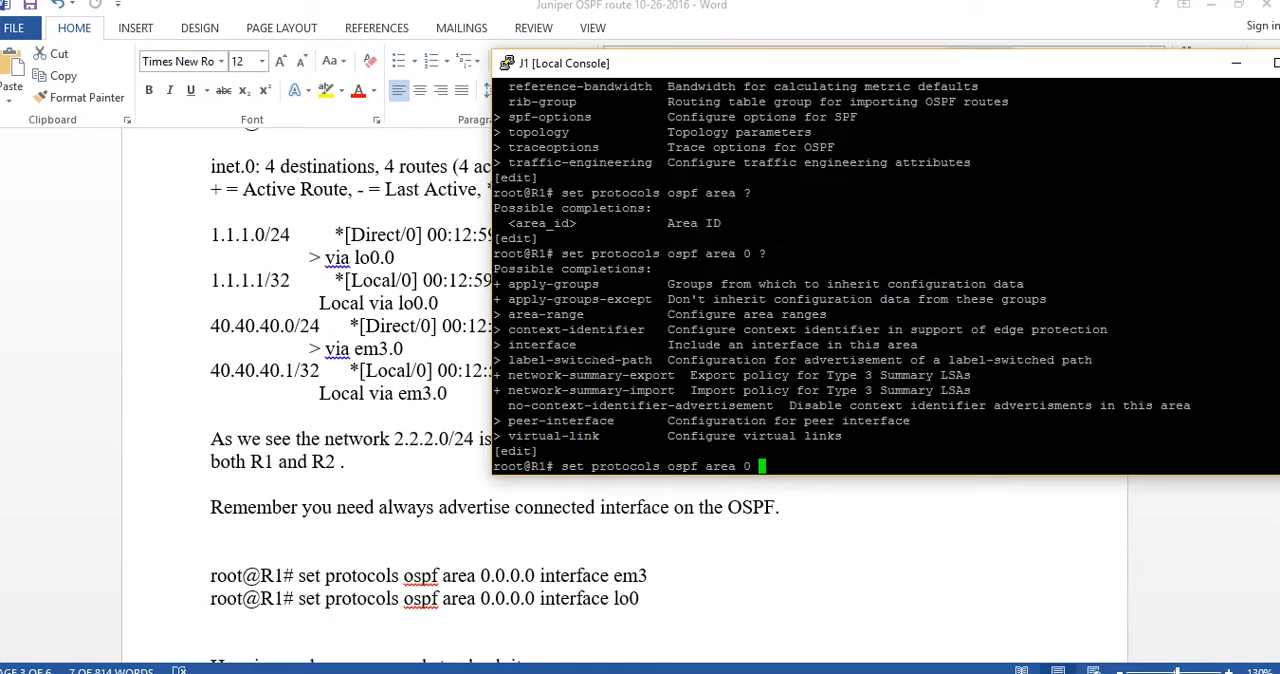 Juniper OSPF route 10-26-2016 - Word
FILE HOME INSERT DESIGN PAGE LAYOUT REFERENCES MAILINGS REVIEW VIEW
Sign in
Cut
Copy
Format Painter
Paste
Clipboard
Times New Ro 12
Font
Paragr
inet.0: 4 destinations, 4 routes (4 ac
+ = Active Route, - = Last Active, *
1.1.1.0/24 *[Direct/0] 00:12:59
> via lo0.0
1.1.1.1/32 *[Local/0] 00:12:59
Local via lo0.0
40.40.40.0/24 *[Direct/0] 00:12
> via em3.0
40.40.40.1/32 *[Local/0] 00:12:
Local via em3.0
As we see the network 2.2.2.0/24 is
both R1 and R2 .
Remember you need always advertise connected interface on the OSPF.
root@R1# set protocols ospf area 0.0.0.0 interface em3
root@R1# set protocols ospf area 0.0.0.0 interface lo0
J1 [Local Console]
reference-bandwidth Bandwidth for calculating metric defaults
rib-group Routing table group for importing OSPF routes
> spf-options Configure options for SPF
> topology Topology parameters
> traceoptions Trace options for OSPF
> traffic-engineering Configure traffic engineering attributes
[edit]
root@R1# set protocols ospf area ?
Possible completions:
<area_id> Area ID
[edit]
root@R1# set protocols ospf area 0 ?
Possible completions:
+ apply-groups Groups from which to inherit configuration data
+ apply-groups-except Don't inherit configuration data from these groups
> area-range Configure area ranges
> context-identifier Configure context identifier in support of edge protection
> interface Include an interface in this area
> label-switched-path Configuration for advertisement of a label-switched path
+ network-summary-export Export policy for Type 3 Summary LSAs
+ network-summary-import Import policy for Type 3 Summary LSAs
no-context-identifier-advertisement Disable context identifier advertisments in this area
> peer-interface Configuration for peer interface
> virtual-link Configure virtual links
[edit]
root@R1# set protocols ospf area 0
PAGE 3 OF 6 7 OF 814 WORDS
130%